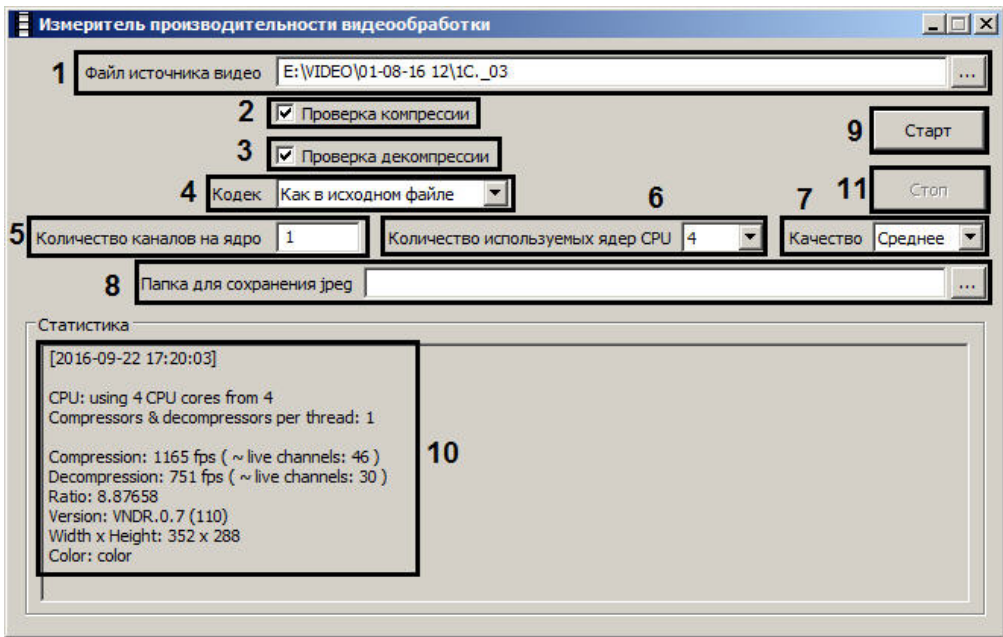 Измеритель производительности видеообработки
1 Файл источника видео E:\VIDEO\01-08-16 12\1C._03 ...
2 Проверка компрессии
9 Старт
3 Проверка декомпрессии
4 Кодек Как в исходном файле
11 Стоп
5 Количество каналов на ядро 1
6 Количество используемых ядер CPU 4
7 Качество Среднее
8 Папка для сохранения jpeg ...
Статистика
10
[2016-09-22 17:20:03]
CPU: using 4 CPU cores from 4
Compressors & decompressors per thread: 1
Compression: 1165 fps ( ~ live channels: 46 )
Decompression: 751 fps ( ~ live channels: 30 )
Ratio: 8.87658
Version: VNDR.0.7 (110)
Width x Height: 352 x 288
Color: color